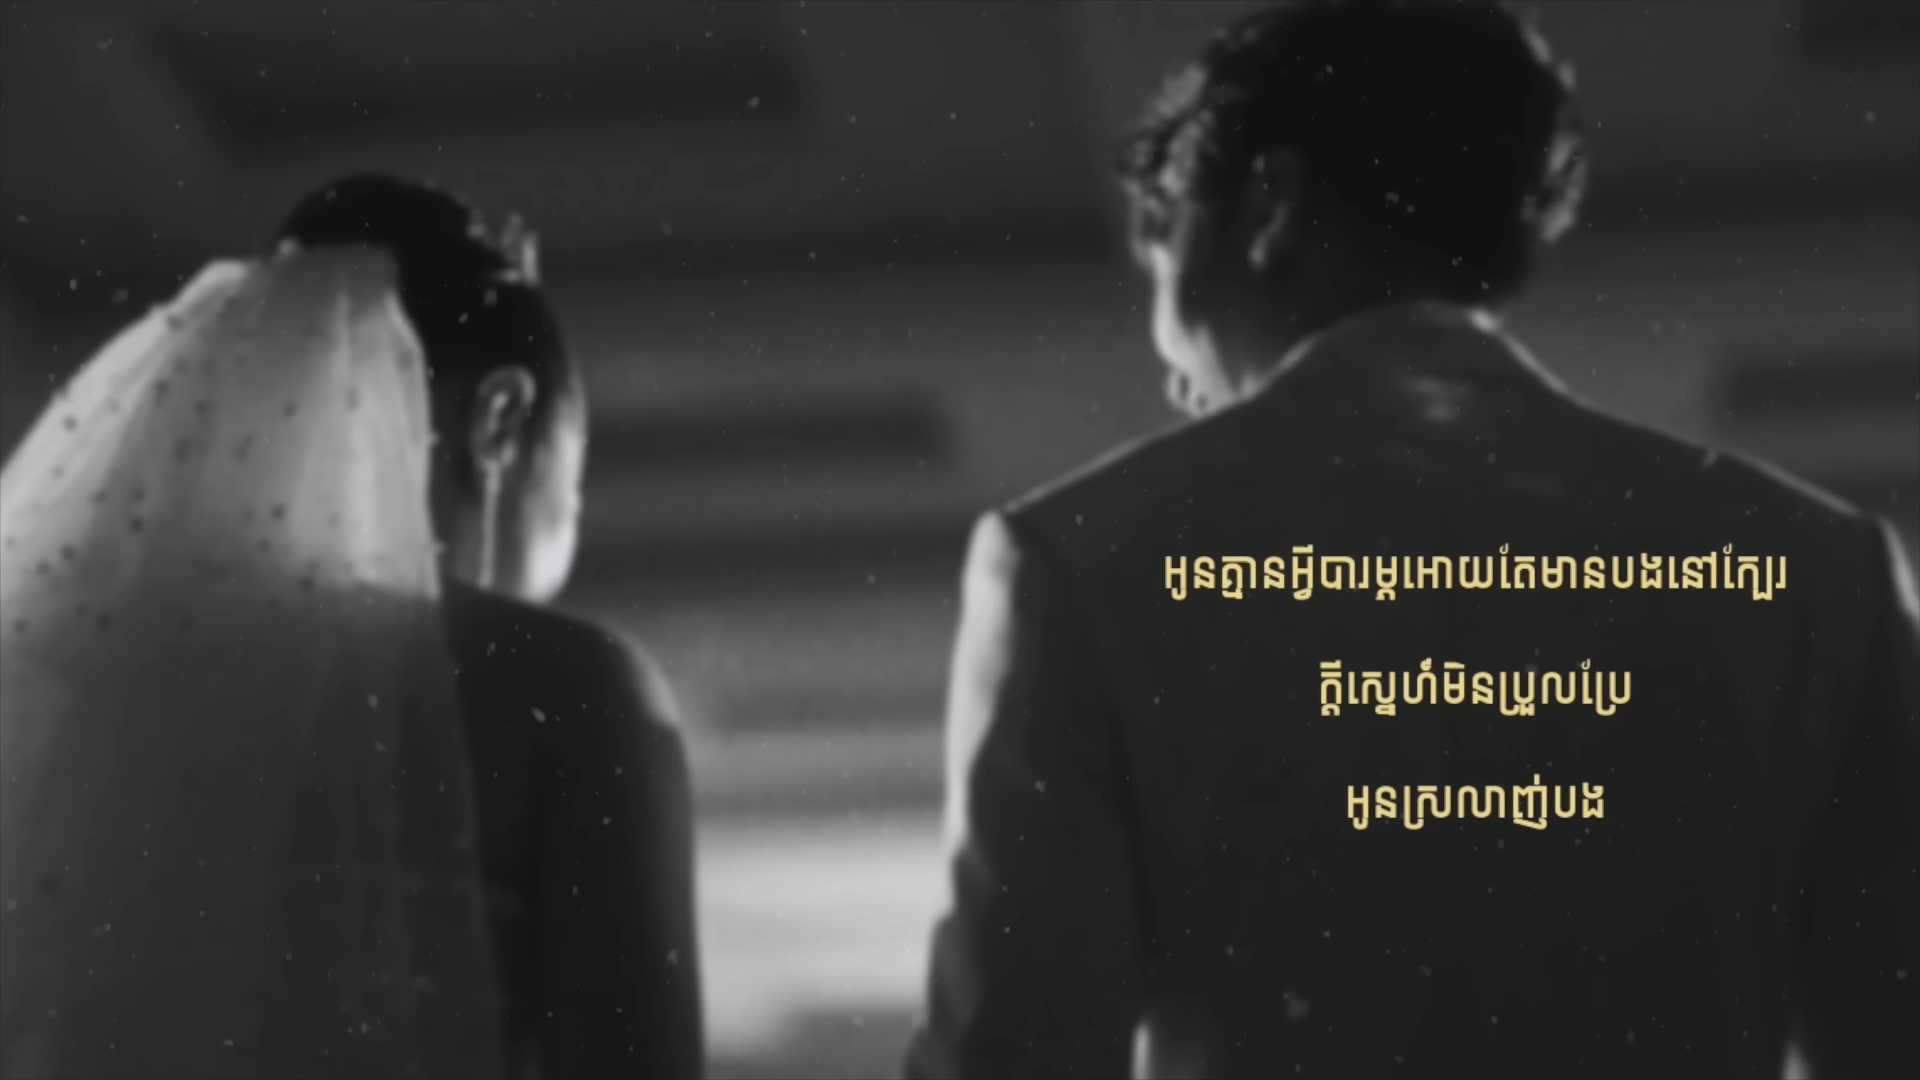 អូនគ្មានអ្វីបារម្ភអោយតែមានបងនៅក្បែរ
ក្ដីស្នេហ៍មិនប្រួលប្រែ
អូនស្រលាញ់បង